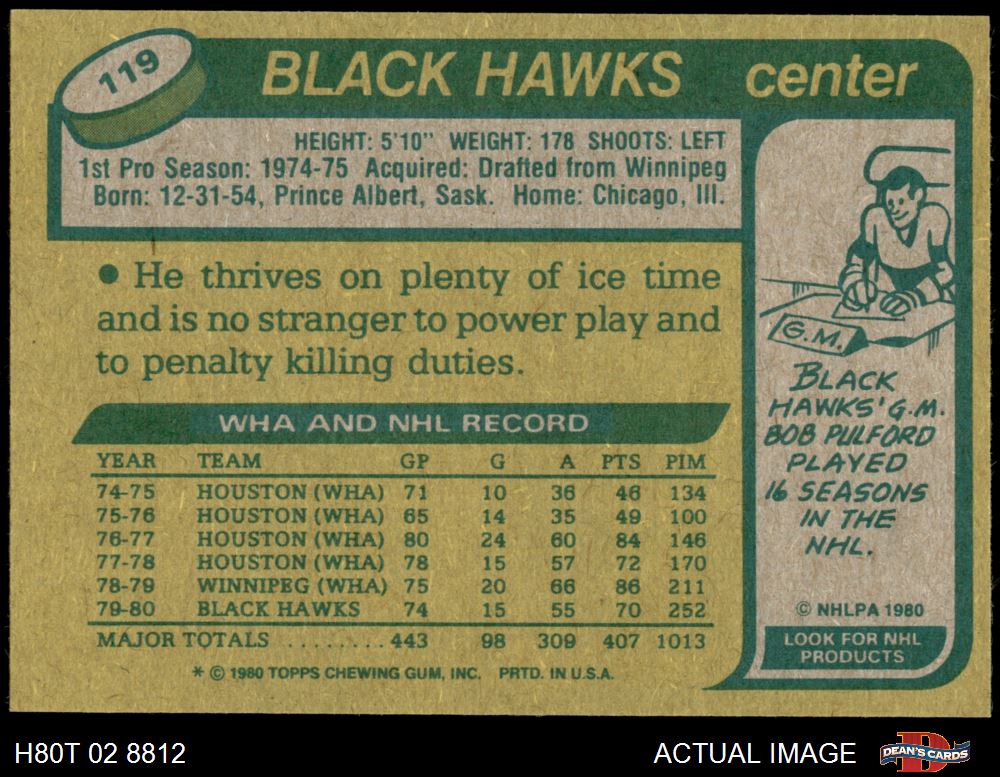 119
BLACK HAWKS center
HEIGHT: 5'10" WEIGHT: 178 SHOOTS: LEFT
1st Pro Season: 1974-75 Acquired: Drafted from Winnipeg
Born: 12-31-54, Prince Albert, Sask. Home: Chicago, Ill.
● He thrives on plenty of ice time
and is no stranger to power play and
to penalty killing duties.
WHA AND NHL RECORD
YEAR TEAM GP G A PTS PIM
74-75 HOUSTON (WHA) 71 10 36 46 134
75-76 HOUSTON (WHA) 65 14 35 49 100
76-77 HOUSTON (WHA) 80 24 60 84 146
77-78 HOUSTON (WHA) 78 15 57 72 170
78-79 WINNIPEG (WHA) 75 20 66 86 211
79-80 BLACK HAWKS 74 15 55 70 252
MAJOR TOTALS ........ 443 98 309 407 1013
* © 1980 TOPPS CHEWING GUM, INC. PRTD. IN U.S.A.
G.M.
BLACK
HAWKS' G.M.
BOB PULFORD
PLAYED
16 SEASONS
IN THE
NHL.
© NHLPA 1980
LOOK FOR NHL
PRODUCTS
H80T 02 8812 ACTUAL IMAGE DEAN'S CARDS